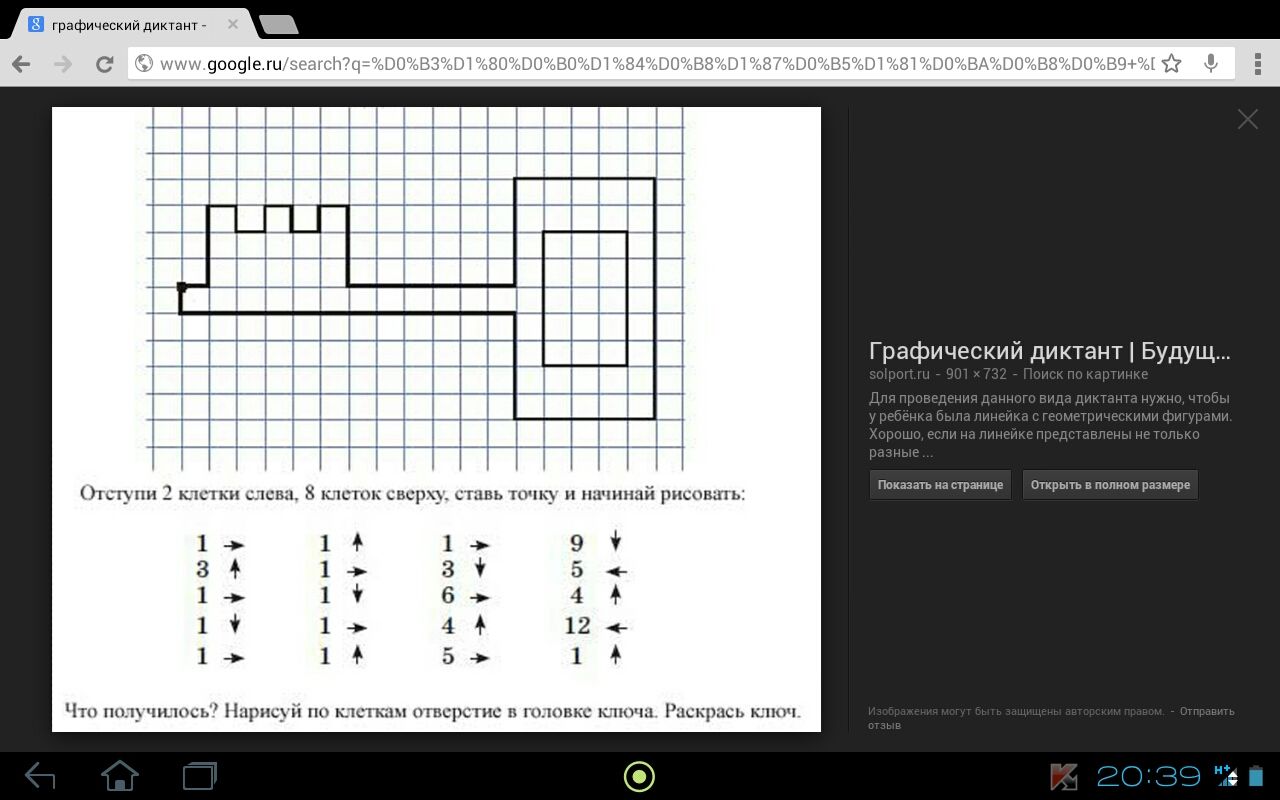 графический диктант -
www.google.ru/search?q=%D0%B3%D1%80%D0%B0%D1%84%D0%B8%D1%87%D0%B5%D1%81%D0%BA%D0%B8%D0%B9+%D
Отступи 2 клетки слева, 8 клеток сверху, ставь точку и начинай рисовать:
1 → 1 ↑ 1 → 9 ↓
3 ↑ 1 → 3 ↓ 5 ←
1 → 1 ↓ 6 → 4 ↑
1 ↓ 1 → 4 ↑ 12 ←
1 → 1 ↑ 5 → 1 ↑
Что получилось? Нарисуй по клеткам отверстие в головке ключа. Раскрась ключ.
Графический диктант | Будущ...
solport.ru - 901 × 732 - Поиск по картинке
Для проведения данного вида диктанта нужно, чтобы
у ребёнка была линейка с геометрическими фигурами.
Хорошо, если на линейке представлены не только
разные ...
Показать на странице Открыть в полном размере
Изображения могут быть защищены авторским правом. - Отправить
отзыв
20:39 H+